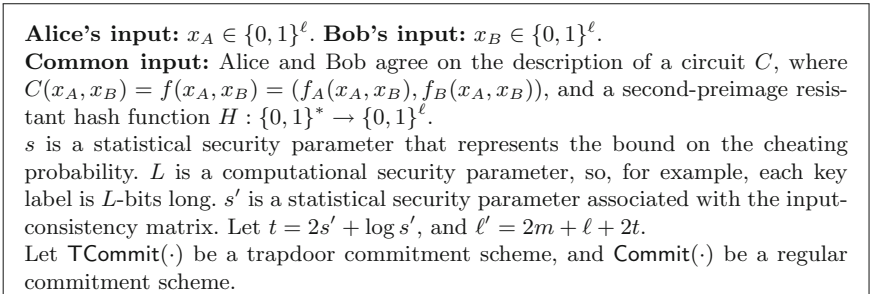 Alice's input: x_A ∈ {0, 1}^ℓ. Bob's input: x_B ∈ {0, 1}^ℓ.
Common input: Alice and Bob agree on the description of a circuit C, where
C(x_A, x_B) = f(x_A, x_B) = (f_A(x_A, x_B), f_B(x_A, x_B)), and a second-preimage resis-
tant hash function H : {0, 1}^* → {0, 1}^ℓ.
s is a statistical security parameter that represents the bound on the cheating
probability. L is a computational security parameter, so, for example, each key
label is L-bits long. s′ is a statistical security parameter associated with the input-
consistency matrix. Let t = 2s′ + log s′, and ℓ′ = 2m + ℓ + 2t.
Let TCommit(·) be a trapdoor commitment scheme, and Commit(·) be a regular
commitment scheme.